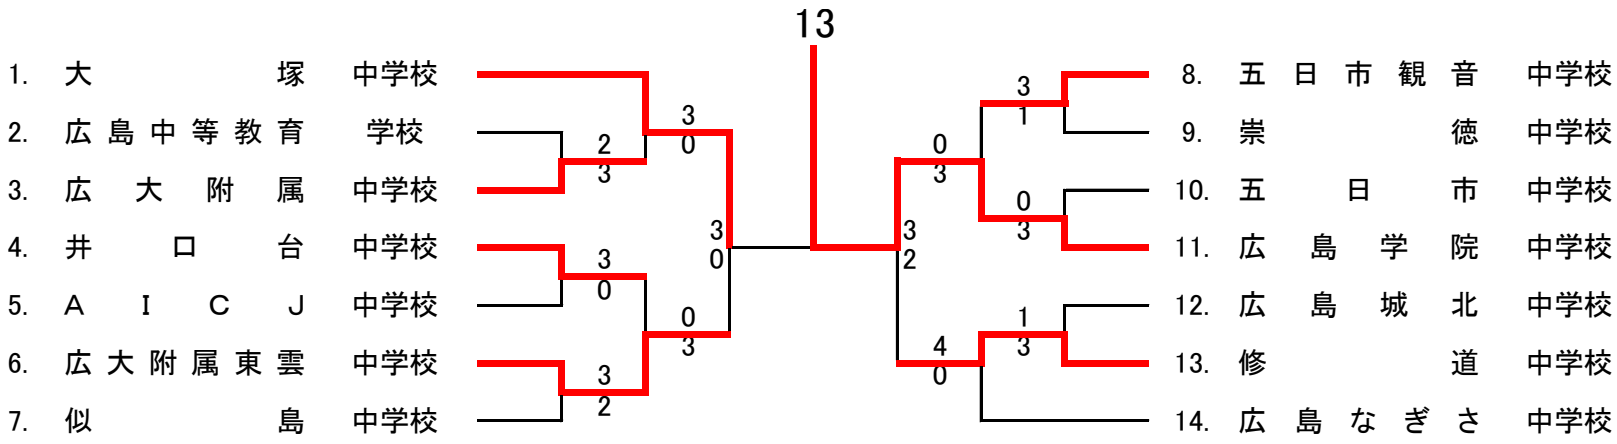 13
1. 大塚 中学校
2. 広島中等教育 学校
3. 広大附属 中学校
4. 井口台 中学校
5. AICJ 中学校
6. 広大附属東雲 中学校
7. 似島 中学校
3
0
2
3
3
0
3
0
0
3
3
2
8. 五日市観音 中学校
9. 崇徳 中学校
10. 五日市 中学校
11. 広島学院 中学校
12. 広島城北 中学校
13. 修道 中学校
14. 広島なぎさ 中学校
3
1
0
3
0
3
3
2
1
3
4
0